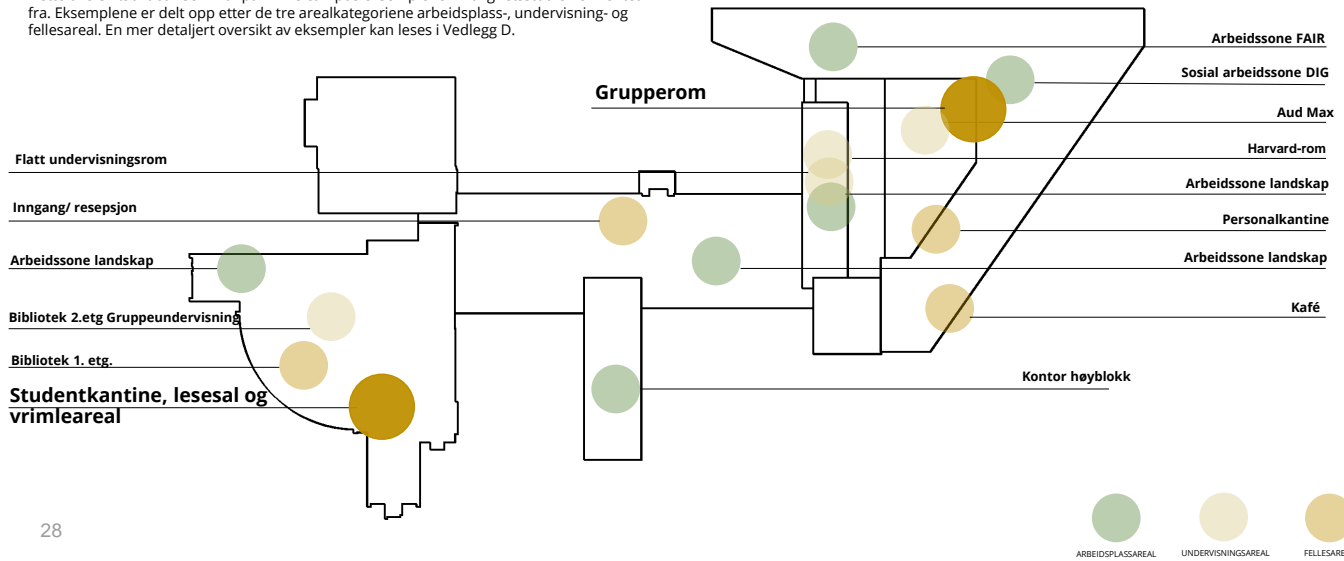 fra. Eksemplene er delt opp etter de tre arealkategoriene arbeidsplass-, undervisning- og
fellesareal. En mer detaljert oversikt av eksempler kan leses i Vedlegg D.
Arbeidssone FAIR
Sosial arbeidssone DIG
Grupperom
Aud Max
Harvard-rom
Flatt undervisningsrom
Arbeidssone landskap
Inngang/ resepsjon
Personalkantine
Arbeidssone landskap
Arbeidssone landskap
Kafé
Bibliotek 2.etg Gruppeundervisning
Bibliotek 1. etg.
Kontor høyblokk
Studentkantine, lesesal og
vrimleareal
28
ARBEIDSPLASSAREAL
UNDERVISNINGSAREAL
FELLESARE